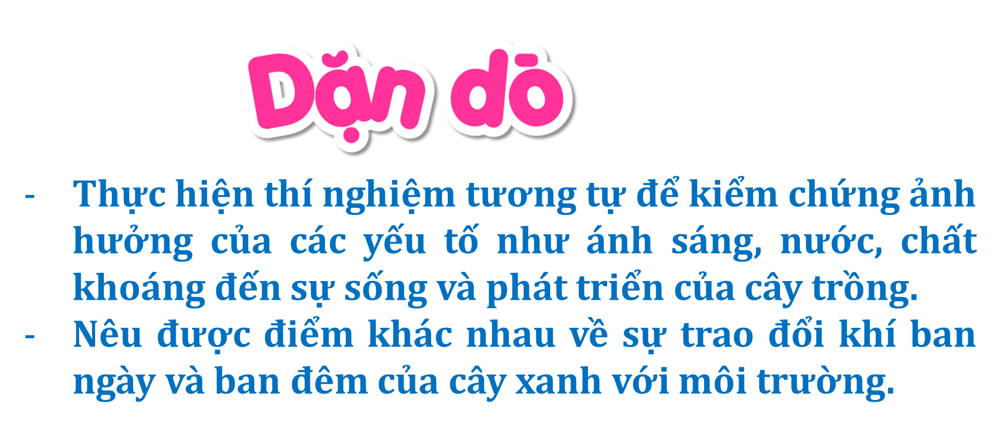 Dặn dò
- Thực hiện thí nghiệm tương tự để kiểm chứng ảnh
hưởng của các yếu tố như ánh sáng, nước, chất
khoáng đến sự sống và phát triển của cây trồng.
- Nêu được điểm khác nhau về sự trao đổi khí ban
ngày và ban đêm của cây xanh với môi trường.